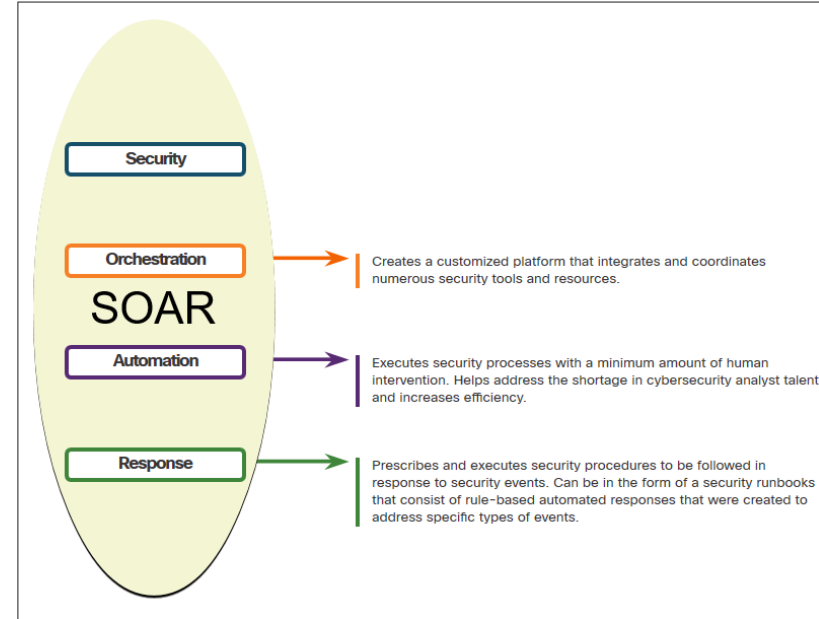 Security
Orchestration
Creates a customized platform that integrates and coordinates
numerous security tools and resources.
SOAR
Automation
Executes security processes with a minimum amount of human
intervention. Helps address the shortage in cybersecurity analyst talent
and increases efficiency.
Response
Prescribes and executes security procedures to be followed in
response to security events. Can be in the form of a security runbooks
that consist of rule-based automated responses that were created to
address specific types of events.